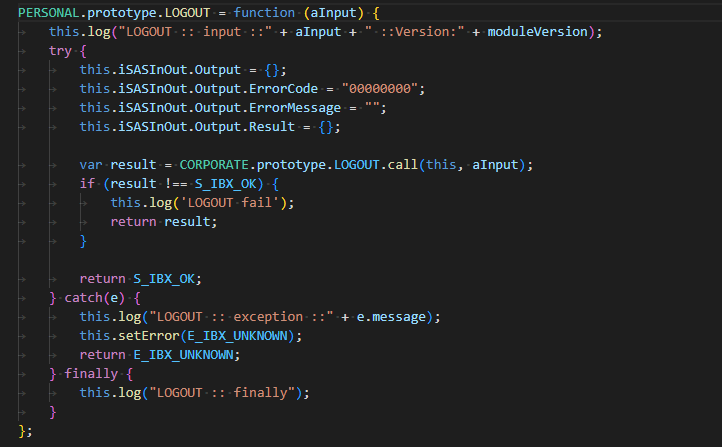 PERSONAL.prototype.LOGOUT = function (aInput) {
this.log("LOGOUT :: input ::" + aInput + " ::Version:" + moduleVersion);
try {
this.iSASInOut.Output = {};
this.iSASInOut.Output.ErrorCode = "00000000";
this.iSASInOut.Output.ErrorMessage = "";
this.iSASInOut.Output.Result = {};
var result = CORPORATE.prototype.LOGOUT.call(this, aInput);
if (result !== S_IBX_OK) {
this.log('LOGOUT fail');
return result;
}
return S_IBX_OK;
} catch(e) {
this.log("LOGOUT :: exception ::" + e.message);
this.setError(E_IBX_UNKNOWN);
return E_IBX_UNKNOWN;
} finally {
this.log("LOGOUT :: finally");
}
};